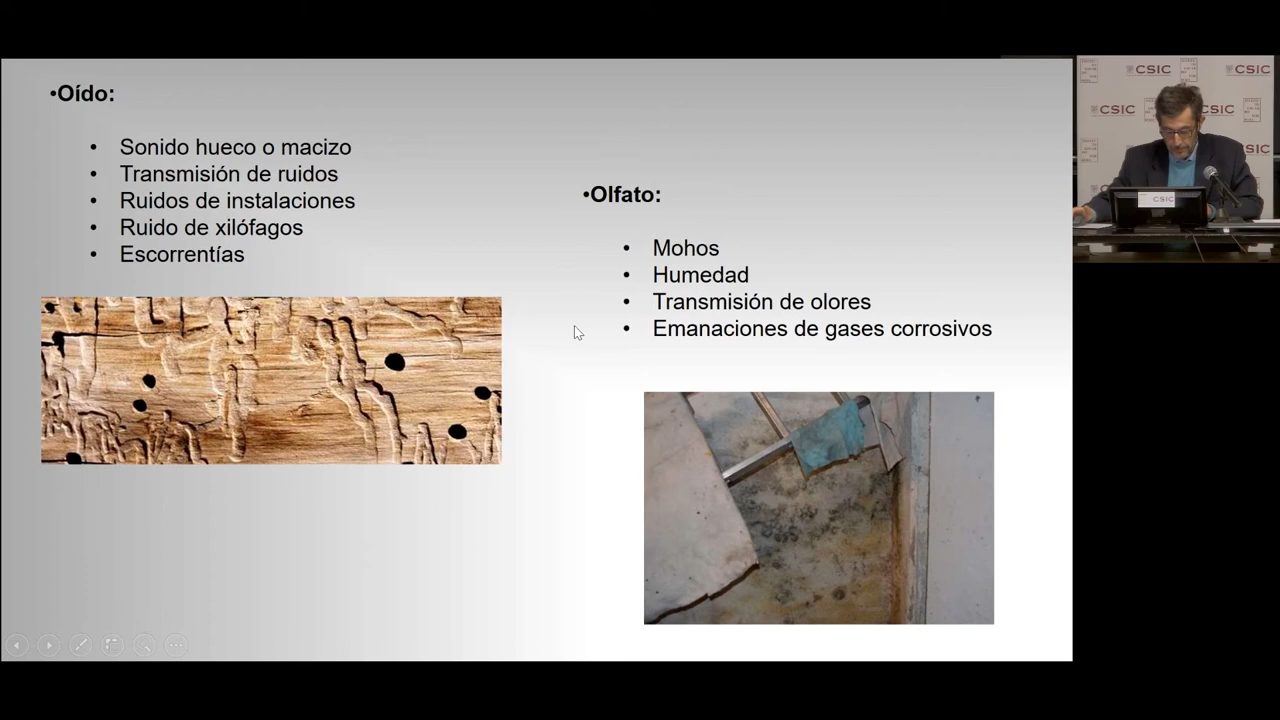 •Oído:
• Sonido hueco o macizo
• Transmisión de ruidos
• Ruidos de instalaciones
• Ruido de xilófagos
• Escorrentías
•Olfato:
• Mohos
• Humedad
• Transmisión de olores
• Emanaciones de gases corrosivos
CSIC
CSIC
CSIC
CSIC
CSIC
CSIC